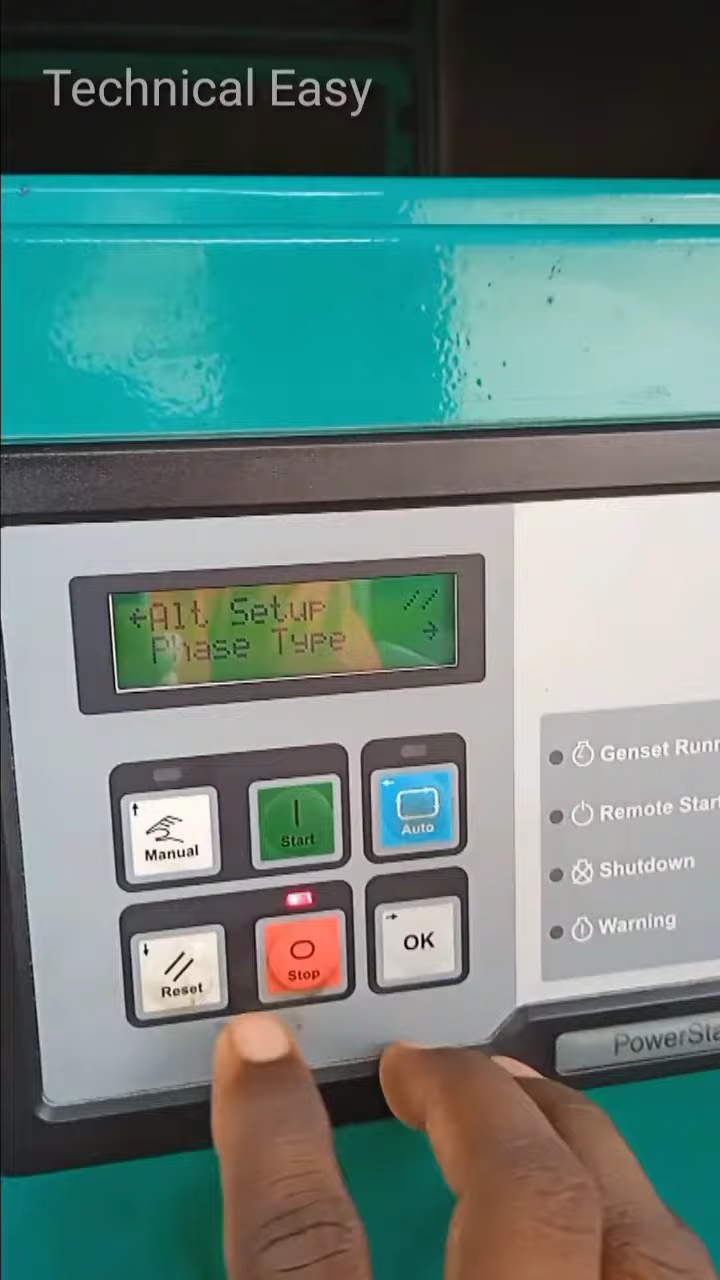 Technical Easy
←Alt Setup //
Phase Type →
Manual
Start
Auto
Reset
Stop
OK
Genset Runn
Remote Start
Shutdown
Warning
PowerSta